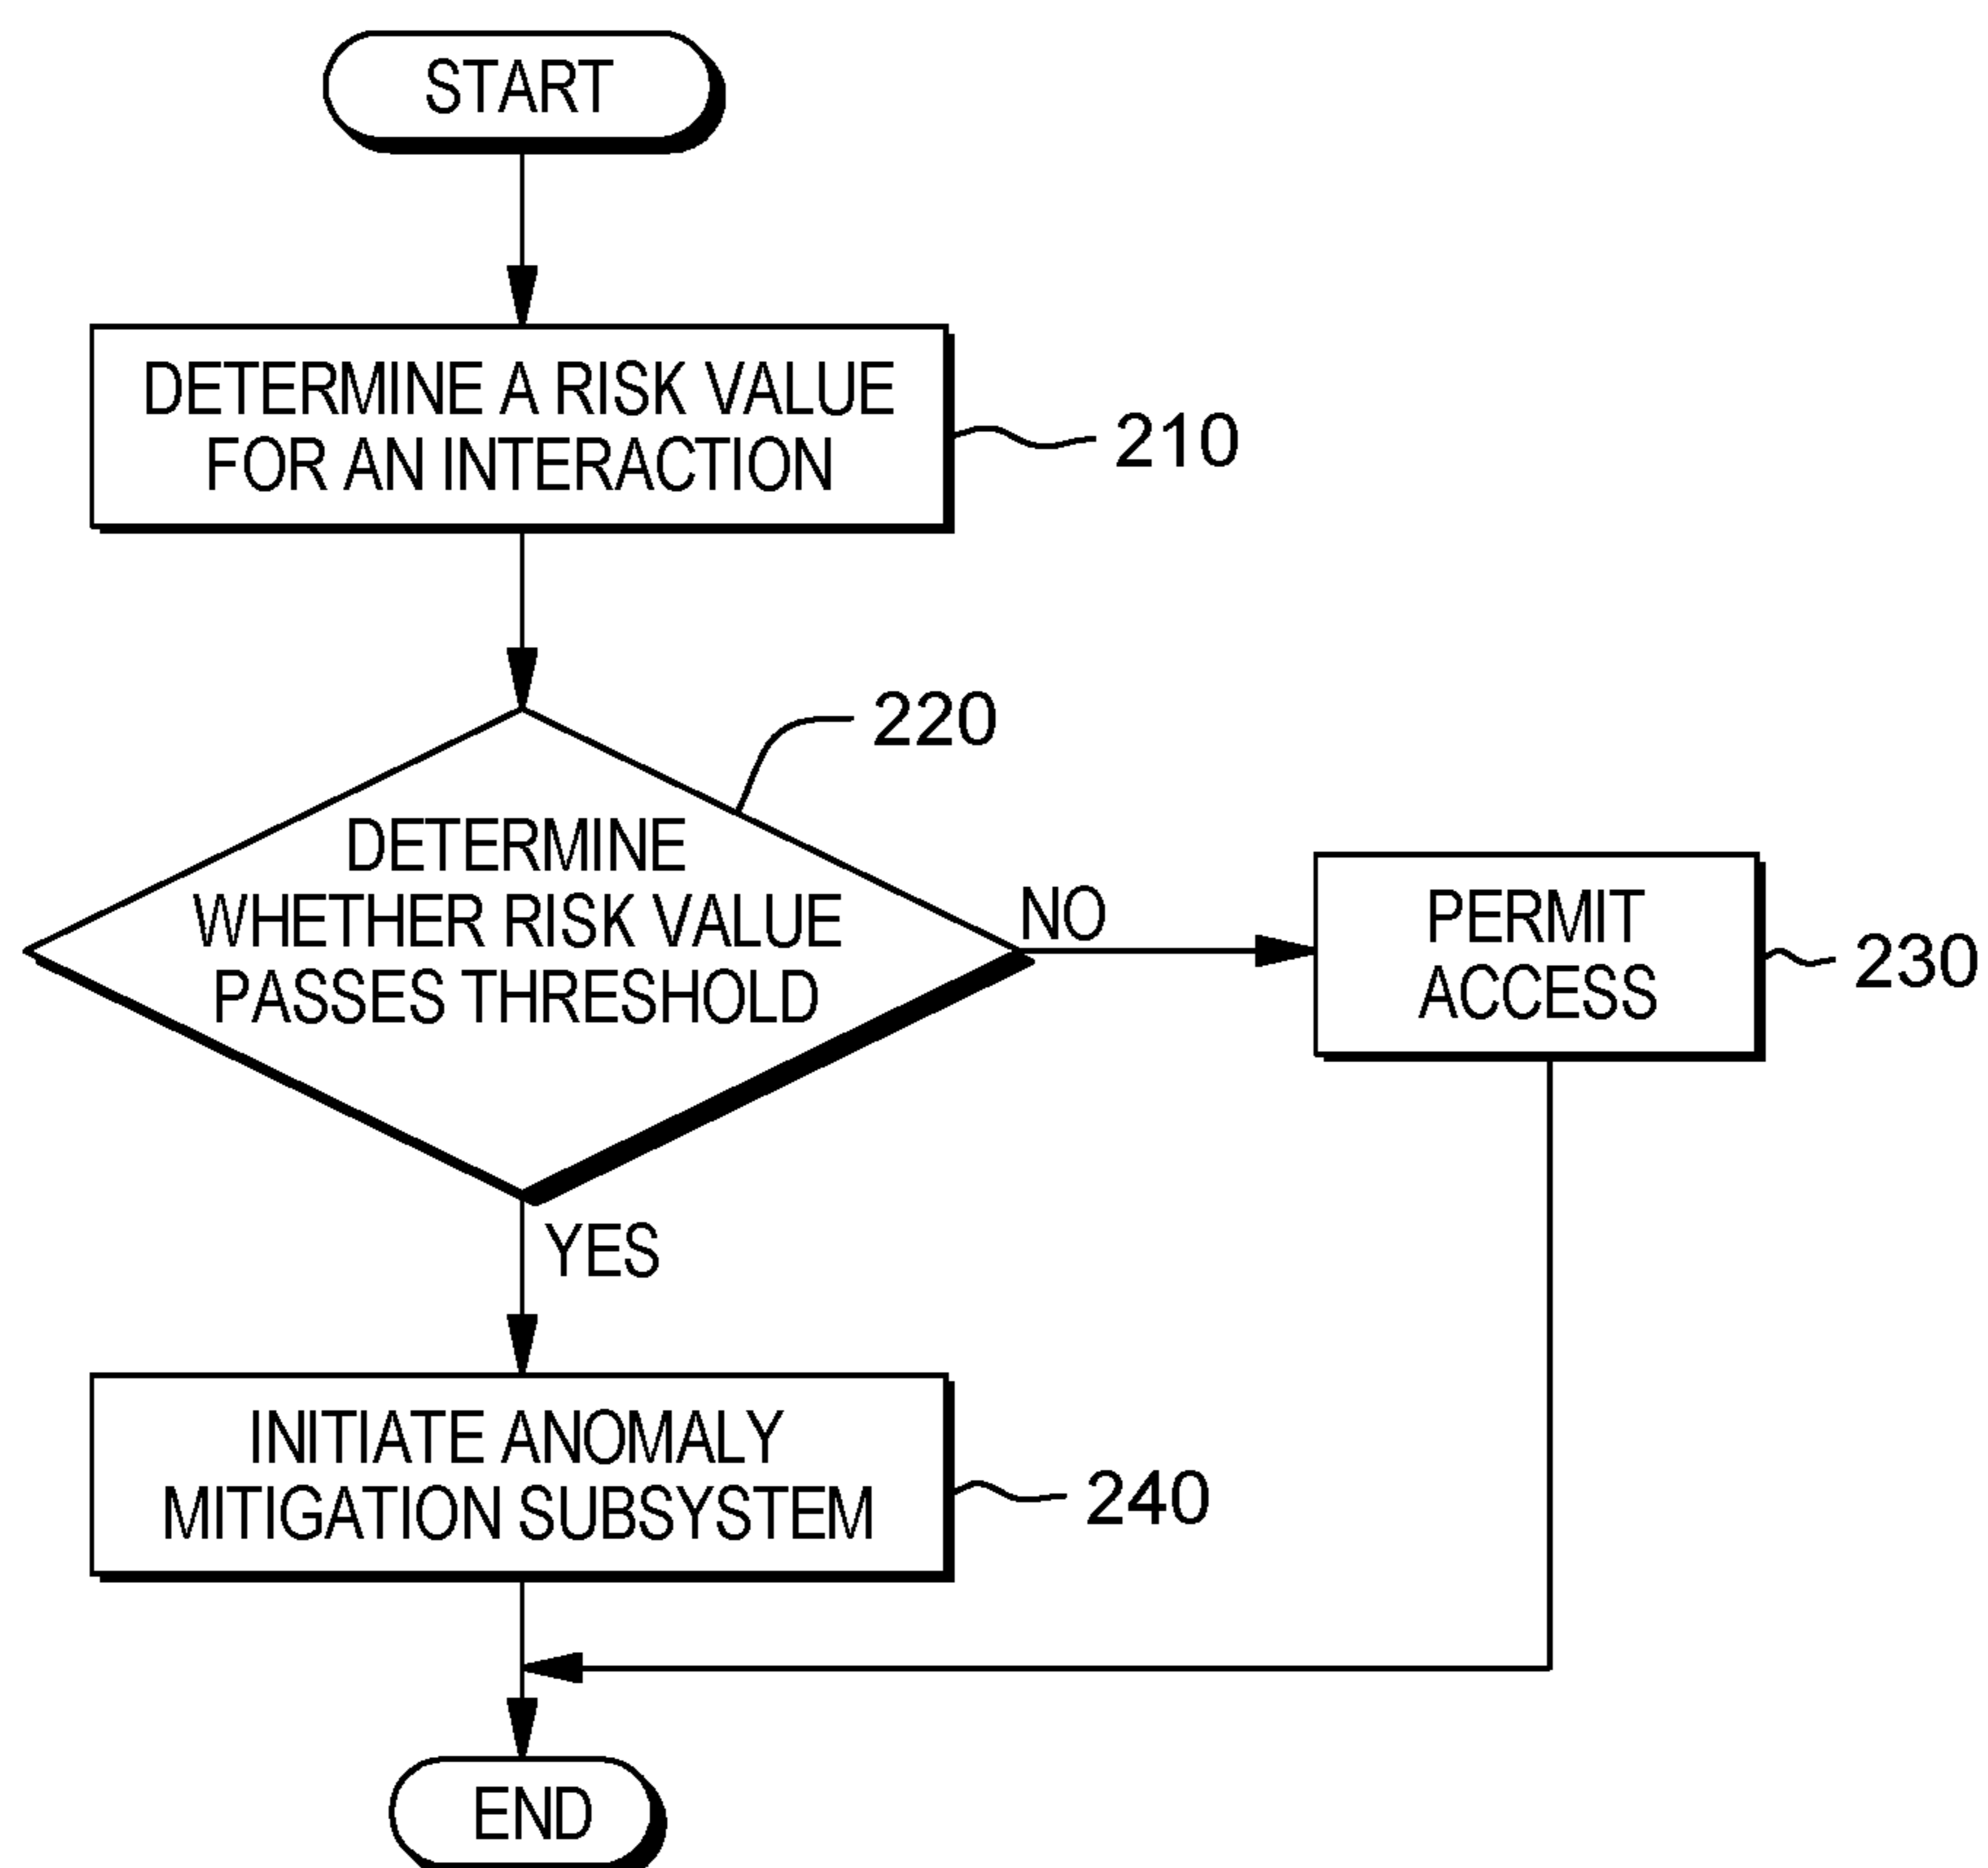 START
DETERMINE A RISK VALUE
FOR AN INTERACTION
210
220
DETERMINE
WHETHER RISK VALUE
PASSES THRESHOLD
NO
PERMIT
ACCESS
230
YES
INITIATE ANOMALY
MITIGATION SUBSYSTEM
240
END